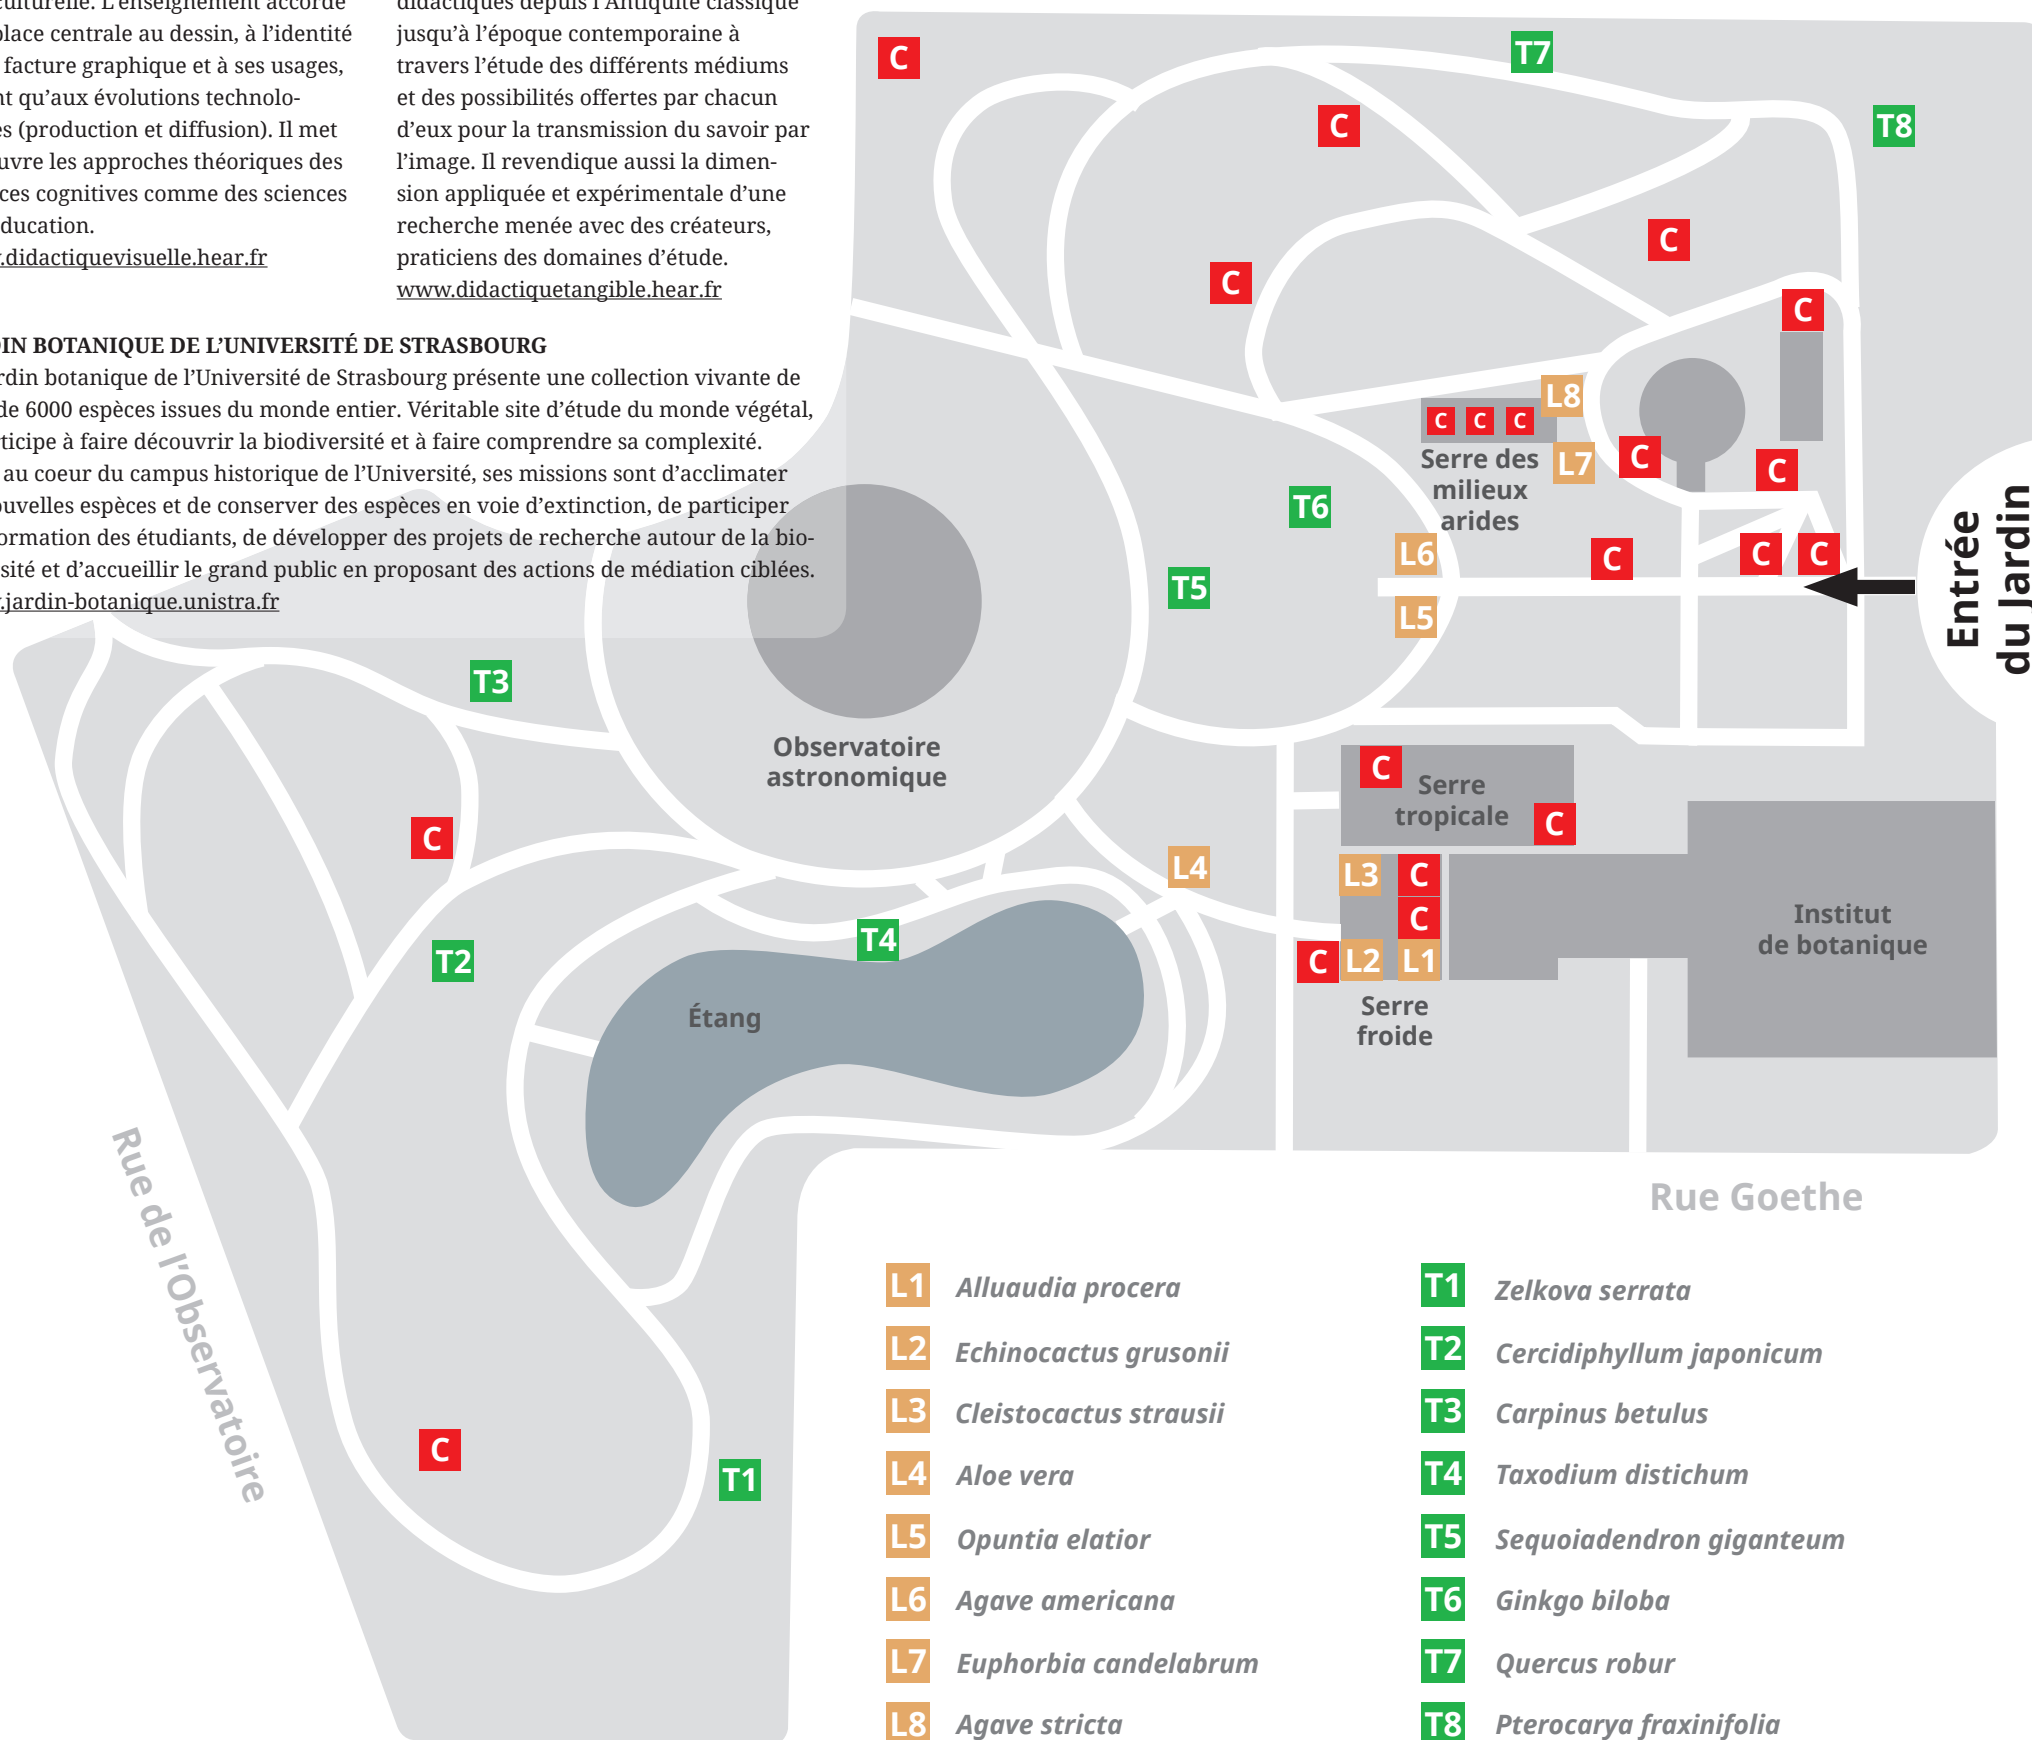 culturelle. L’enseignement accorde
place centrale au dessin, à l’identité
facture graphique et à ses usages,
qu’aux évolutions technolo-
(production et diffusion). Il met
les approches théoriques des
cognitives comme des sciences
didactiquevisuelle.hear.fr
didactiques depuis l’Antiquité classique
jusqu’à l’époque contemporaine à
travers l’étude des différents médiums
et des possibilités offertes par chacun
d’eux pour la transmission du savoir par
l’image. Il revendique aussi la dimen-
sion appliquée et expérimentale d’une
recherche menée avec des créateurs,
praticiens des domaines d’étude.
www.didactiquetangible.hear.fr
BOTANIQUE DE L’UNIVERSITÉ DE STRASBOURG
botanique de l’Université de Strasbourg présente une collection vivante de
de 6000 espèces issues du monde entier. Véritable site d’étude du monde végétal,
à faire découvrir la biodiversité et à faire comprendre sa complexité.
au coeur du campus historique de l’Université, ses missions sont d’acclimater
espèces et de conserver des espèces en voie d’extinction, de participer
des étudiants, de développer des projets de recherche autour de la bio-
et d’accueillir le grand public en proposant des actions de médiation ciblées.
jardin-botanique.unistra.fr
C
T7
C
T8
C
C
C
L8
C C C
Serre des
milieux
arides
L7
C
C
T6
L6
C
C
C
T5
L5
Entrée
du Jardin
T3
Observatoire
astronomique
C
Serre
tropicale
C
C
L4
L3
C
C
T2
T4
C
L2
L1
Institut
de botanique
Étang
Serre
froide
Rue de l’Observatoire
Rue Goethe
C
T1
L1 Alluaudia procera
L2 Echinocactus grusonii
L3 Cleistocactus strausii
L4 Aloe vera
L5 Opuntia elatior
L6 Agave americana
L7 Euphorbia candelabrum
L8 Agave stricta
T1 Zelkova serrata
T2 Cercidiphyllum japonicum
T3 Carpinus betulus
T4 Taxodium distichum
T5 Sequoiadendron giganteum
T6 Ginkgo biloba
T7 Quercus robur
T8 Pterocarya fraxinifolia